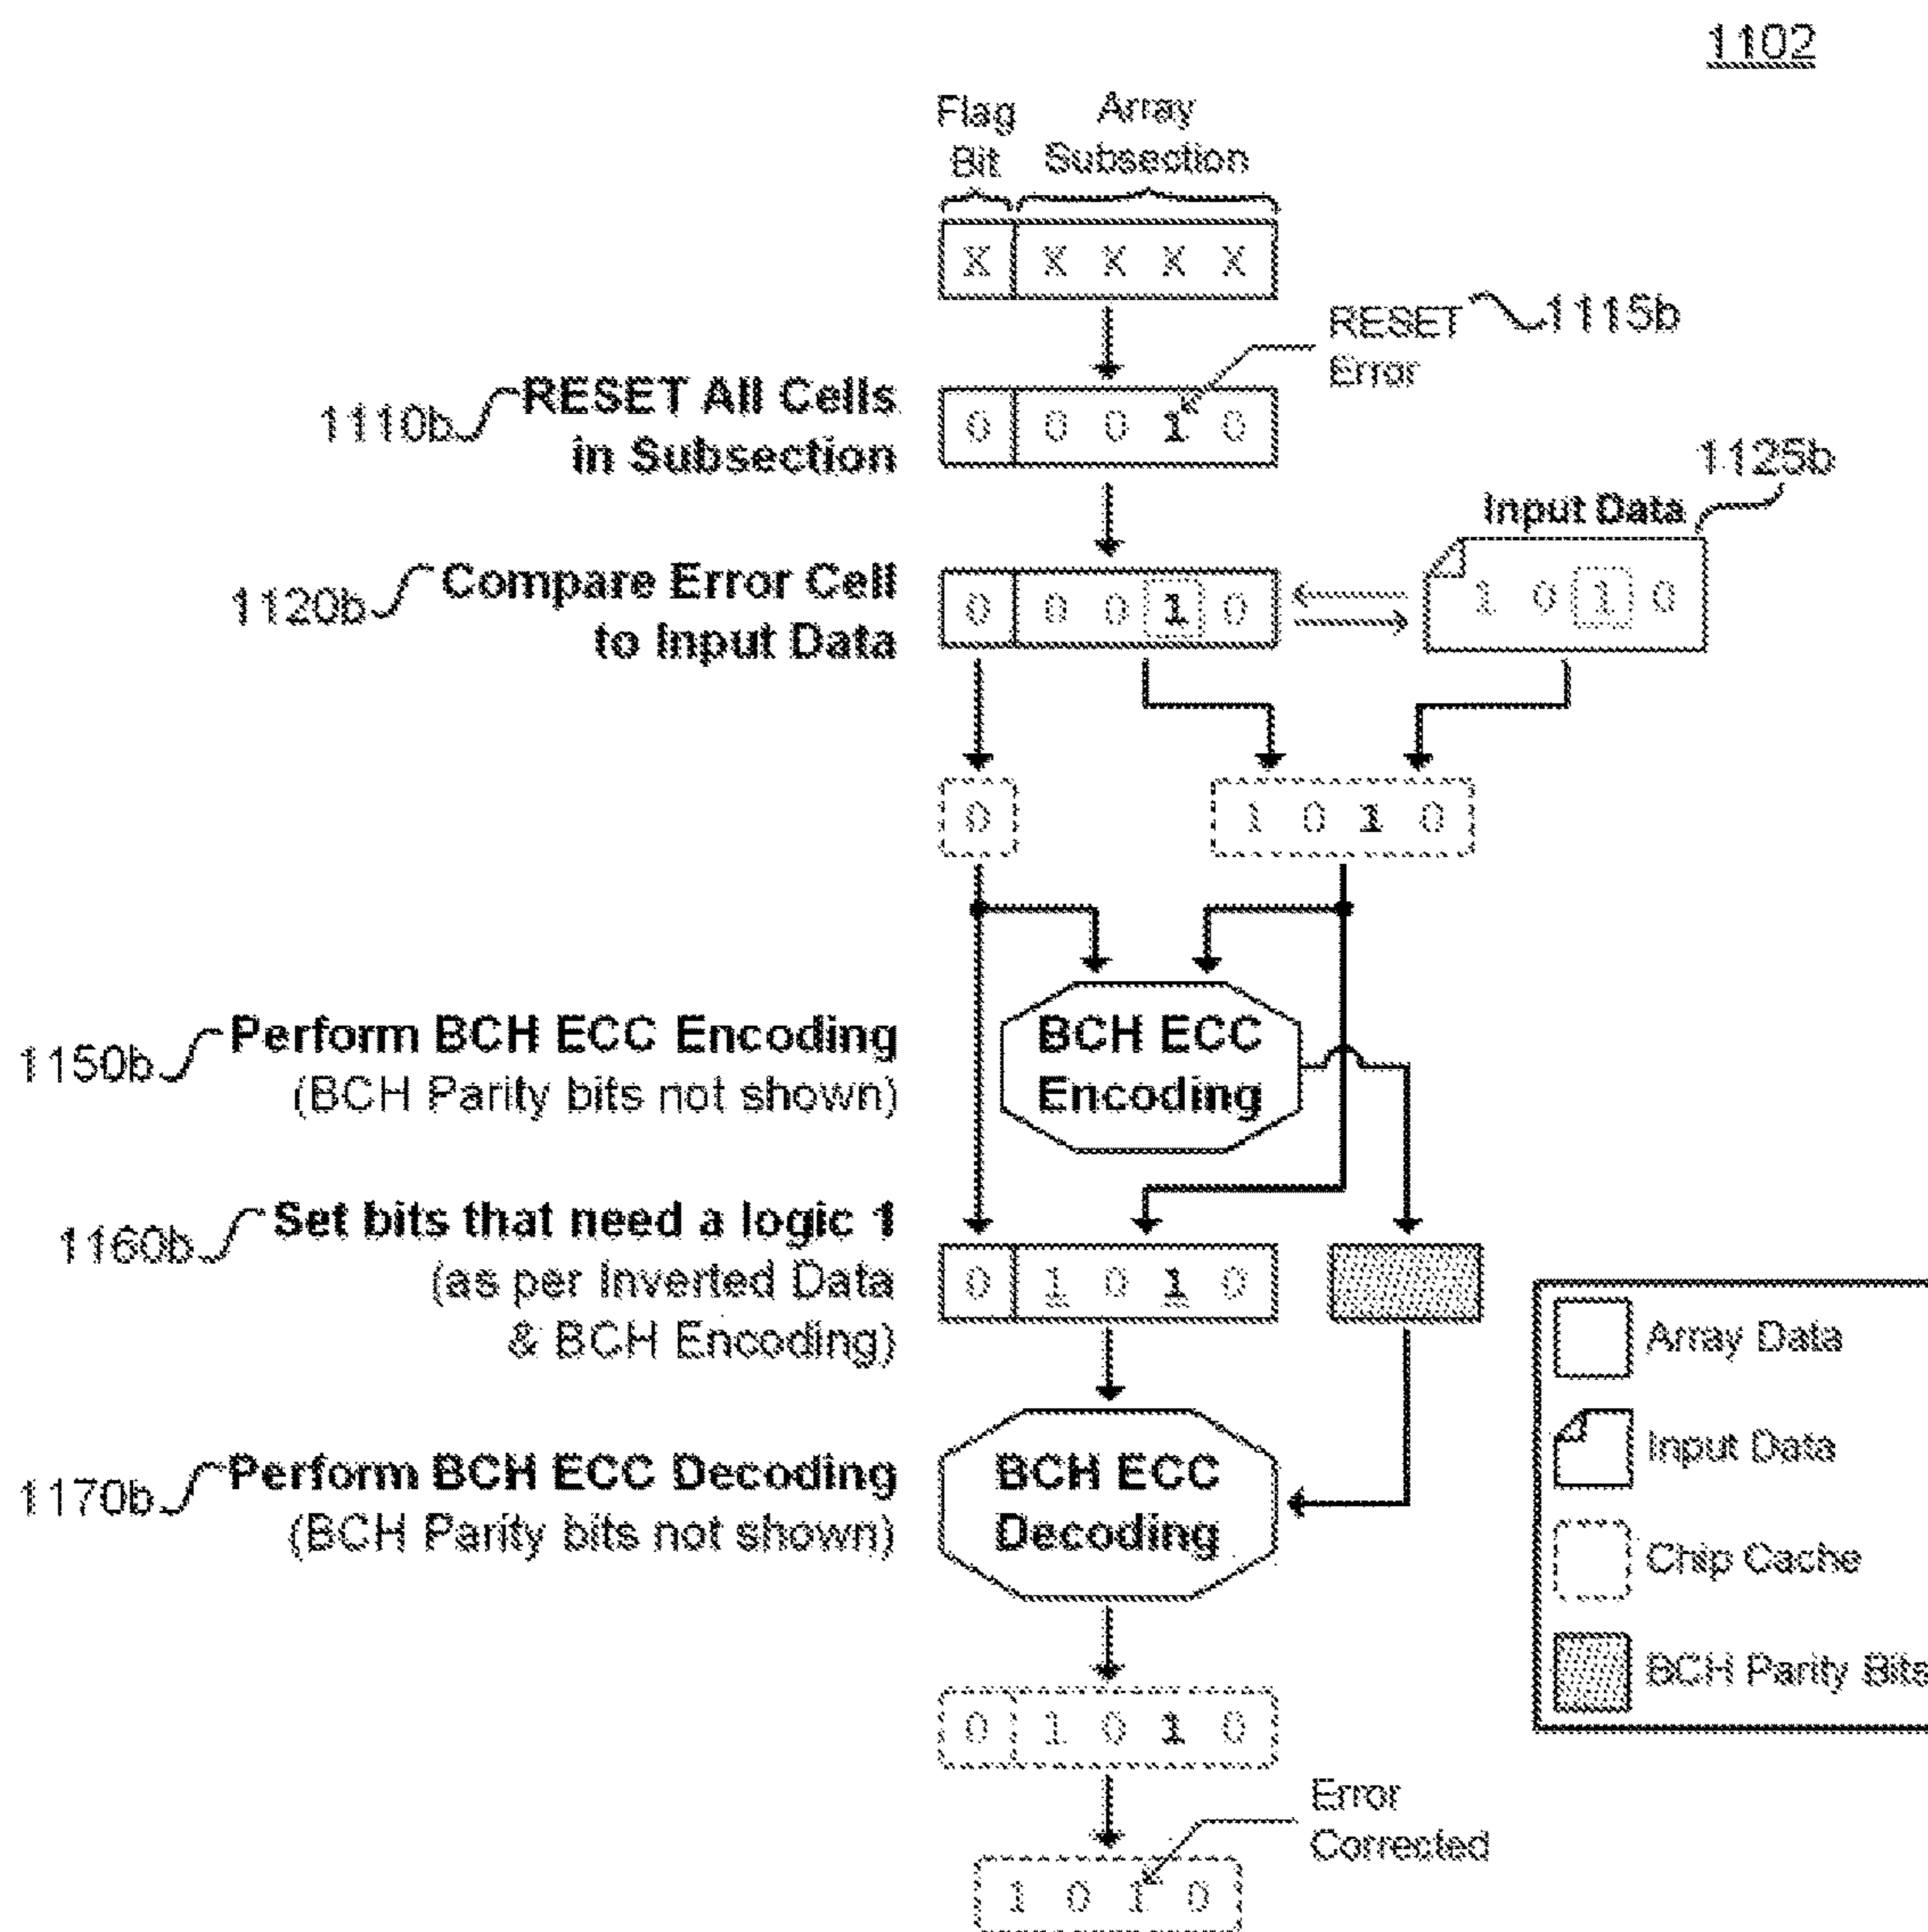 1102
Flag
Bit
Array
Subsection
X X X X X
RESET
Error
1115b
1110b
RESET All Cells
in Subsection
0 0 0 1 0
1125b
Input Data
1120b
Compare Error Cell
to Input Data
0 0 0 1 0
1 0 1 0
0
1 0 1 0
1150b
Perform BCH ECC Encoding
(BCH Parity bits not shown)
BCH ECC
Encoding
1160b
Set bits that need a logic 1
(as per Inverted Data
& BCH Encoding)
0 1 0 1 0
1170b
Perform BCH ECC Decoding
(BCH Parity bits not shown)
BCH ECC
Decoding
Array Data
Input Data
Chip Cache
BCH Parity Bits
0 1 0 1 0
Error
Corrected
1 0 1 0